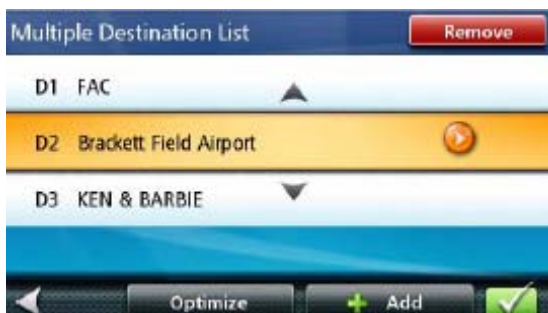 Multiple Destination List Remove
D1 FAC
D2 Brackett Field Airport
D3 KEN & BARBIE
Optimize Add